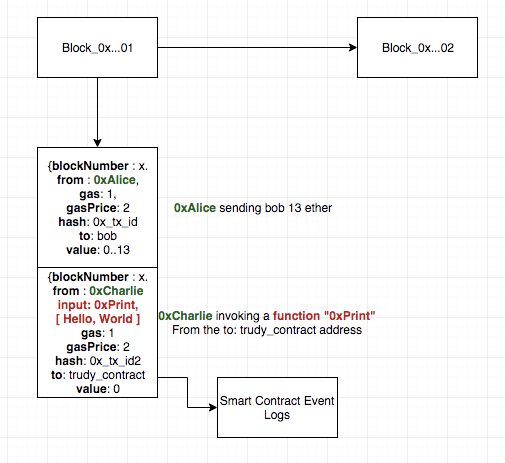 Block_0x...01
Block_0x...02
{blockNumber : x.
from : 0xAlice,
gas: 1,
gasPrice: 2
hash: 0x_tx_id
to: bob
value: 0..13
0xAlice sending bob 13 ether
{blockNumber : x.
from : 0xCharlie
input: 0xPrint,
[ Hello, World ]
gas: 1
gasPrice: 2
hash: 0x_tx_id2
to: trudy_contract
value: 0
0xCharlie invoking a function "0xPrint"
From the to: trudy_contract address
Smart Contract Event
Logs